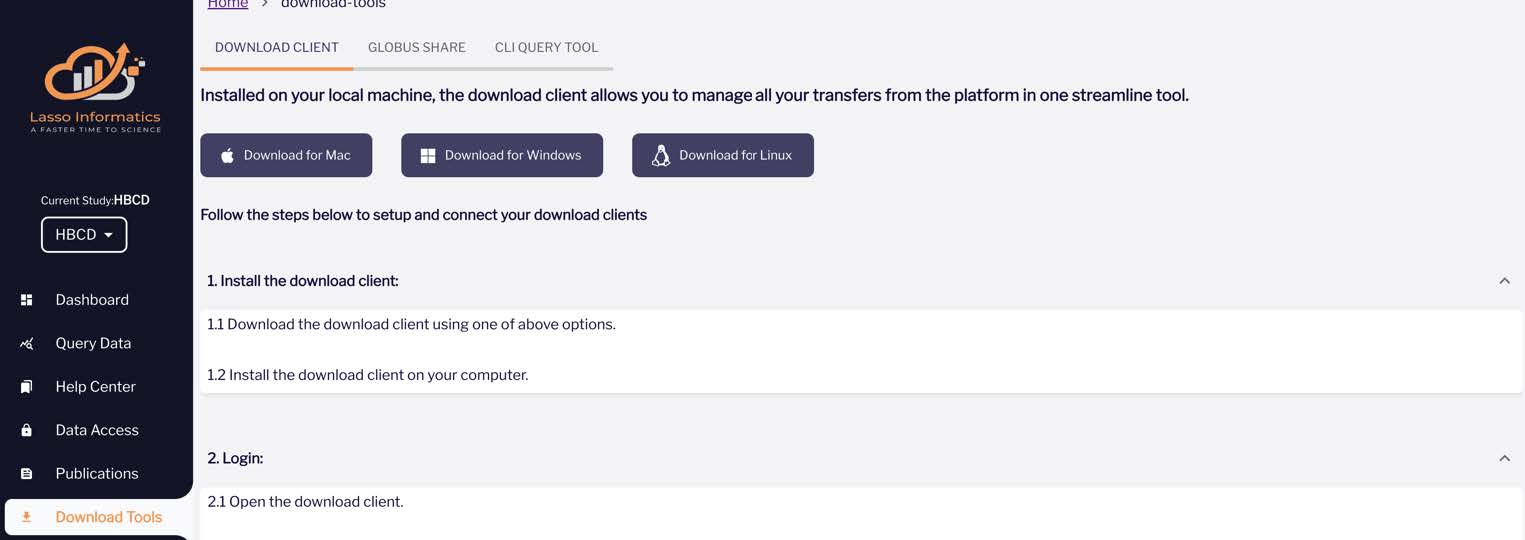 Home > download-tools
DOWNLOAD CLIENT GLOBUS SHARE CLI QUERY TOOL
Installed on your local machine, the download client allows you to manage all your transfers from the platform in one streamline tool.
Lasso Informatics
A FASTER TIME TO SCIENCE
Download for Mac Download for Windows Download for Linux
Current Study:HBCD
HBCD
Follow the steps below to setup and connect your download clients
1. Install the download client:
1.1 Download the download client using one of above options.
1.2 Install the download client on your computer.
2. Login:
2.1 Open the download client.
Dashboard
Query Data
Help Center
Data Access
Publications
Download Tools